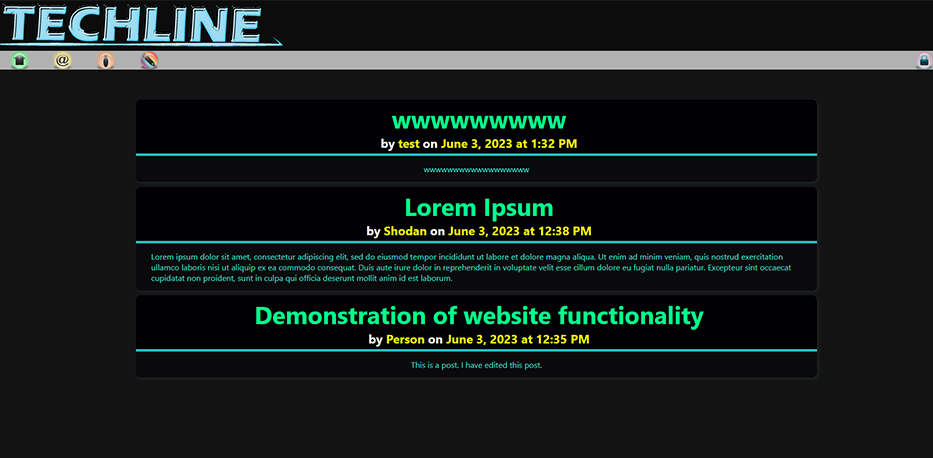 TECHLINE
@
wwwwwwwww
by test on June 3, 2023 at 1:32 PM
wwwwwwwwwwwwwwwwww
Lorem Ipsum
by Shodan on June 3, 2023 at 12:38 PM
Lorem ipsum dolor sit amet, consectetur adipiscing elit, sed do eiusmod tempor incididunt ut labore et dolore magna aliqua. Ut enim ad minim veniam, quis nostrud exercitation
ullamco laboris nisi ut aliquip ex ea commodo consequat. Duis aute irure dolor in reprehenderit in voluptate velit esse cillum dolore eu fugiat nulla pariatur. Excepteur sint occaecat
cupidatat non proident, sunt in culpa qui officia deserunt mollit anim id est laborum.
Demonstration of website functionality
by Person on June 3, 2023 at 12:35 PM
This is a post. I have edited this post.